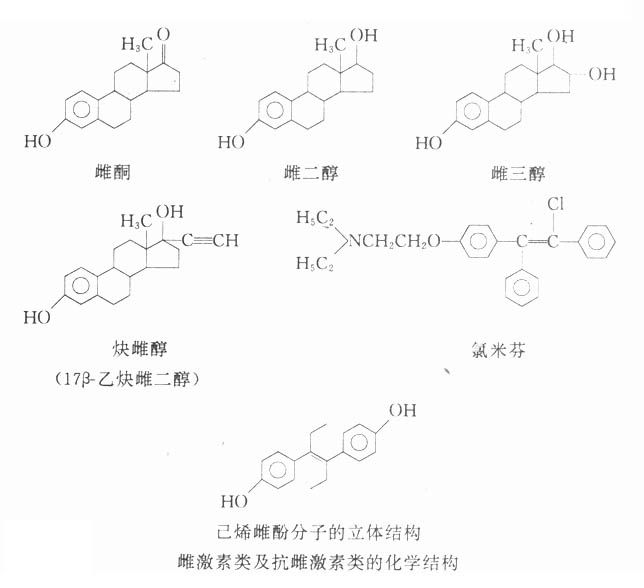 H₃C O
HO
雌酮
H₃C OH
HO
雌二醇
H₃C OH
OH
HO
雌三醇
H₃C OH
C≡CH
HO
炔雌醇
(17β-乙炔雌二醇)
Cl
H₅C₂
NCH₂CH₂O C=C
H₅C₂
氯米芬
OH
HO
己烯雌酚分子的立体结构
雌激素类及抗雌激素类的化学结构